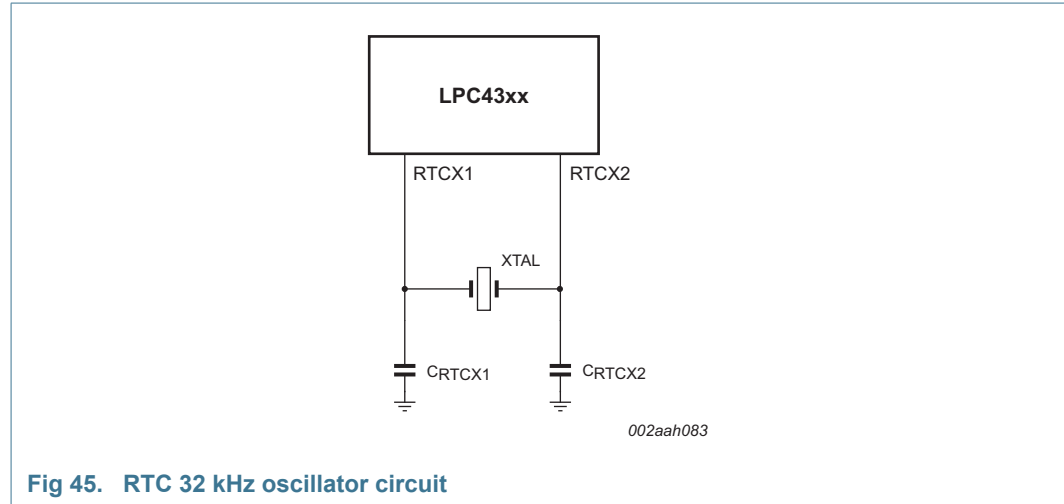 LPC43xx
RTCX1
RTCX2
XTAL
CRTCX1
CRTCX2
002aah083
Fig 45. RTC 32 kHz oscillator circuit